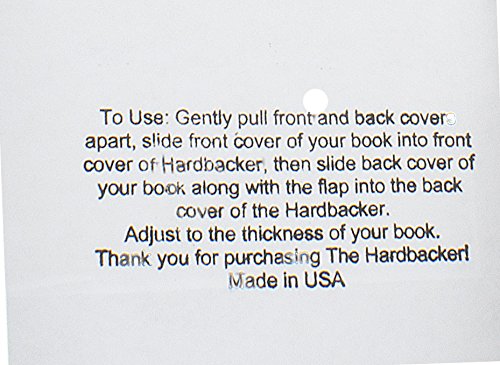 To Use: Gently pull front and back covers
apart, slide front cover of your book into front
cover of Hardbacker, then slide back cover of
your book along with the flap into the back
cover of the Hardbacker.
Adjust to the thickness of your book.
Thank you for purchasing The Hardbacker!
Made in USA